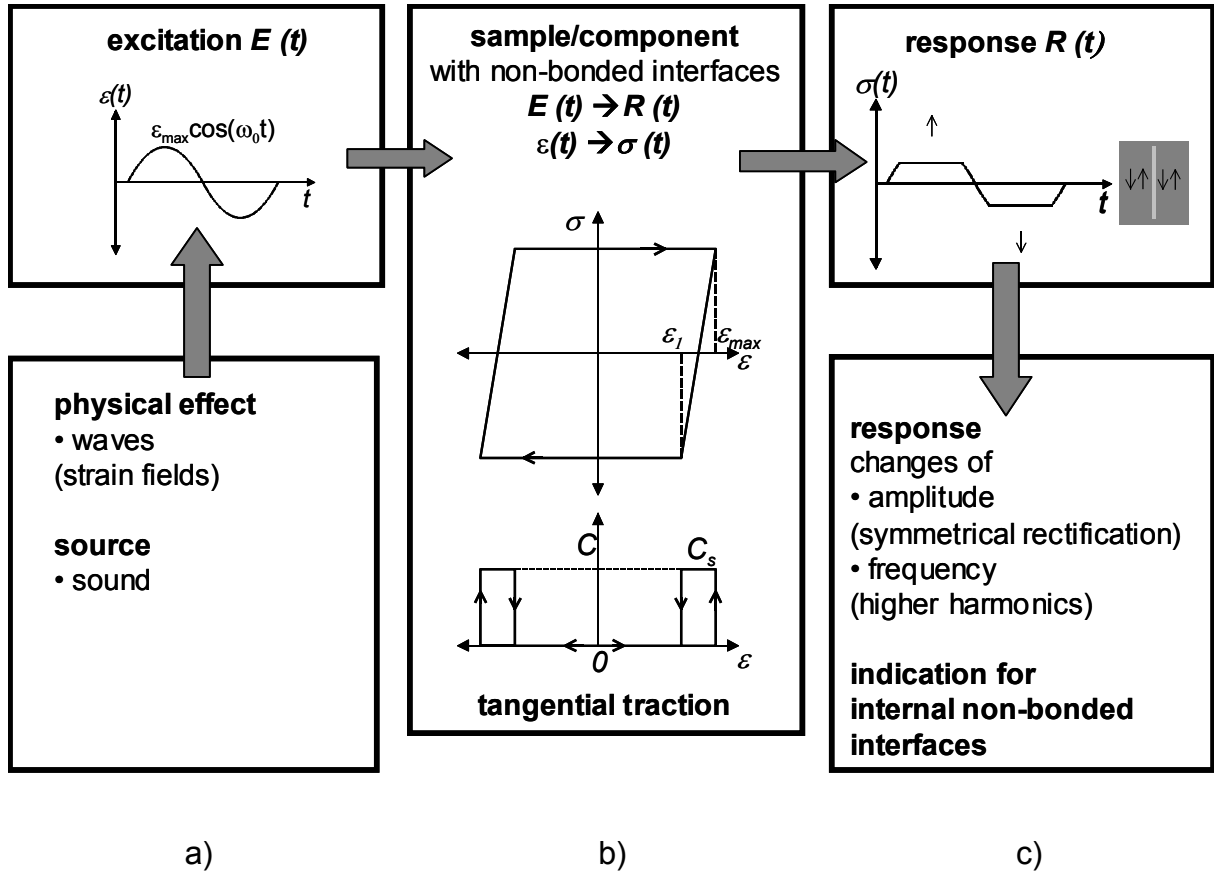 excitation E (t)
ε(t)
εmaxcos(ω0t)
t
physical effect
• waves
(strain fields)
source
• sound
a)
sample/component
with non-bonded interfaces
E (t) → R (t)
ε(t) → σ (t)
σ
ε1
εmax
ε
C
Cs
0
ε
tangential traction
b)
response R (t)
σ(t)
t
response
changes of
• amplitude
(symmetrical rectification)
• frequency
(higher harmonics)
indication for
internal non-bonded
interfaces
c)